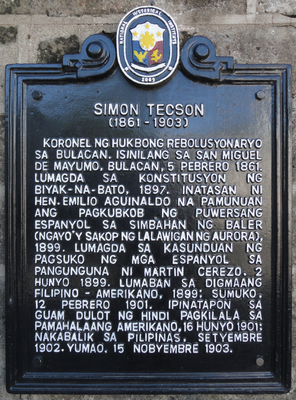 SIMON TECSON
(1861-1903)
KORONEL NG HUKBONG REBOLUSYONARYO
SA BULACAN. ISINILANG SA SAN MIGUEL
DE MAYUMO, BULACAN, 5 PEBRERO 1861.
LUMAGDA SA KONSTITUSYON NG
BIYAK-NA-BATO, 1897. INATASAN NI
HEN. EMILIO AGUINALDO NA PAMUNUAN
ANG PAGKUBKOB NG PUWERSANG
ESPANYOL SA SIMBAHAN NG BALER
(NGAYO'Y SAKOP NG LALAWIGAN NG AURORA),
1899. LUMAGDA SA KASUNDUAN NG
PAGSUKO NG MGA ESPANYOL SA
PANGUNGUNA NI MARTIN CEREZO, 2
HUNYO 1899. LUMABAN SA DIGMAANG
FILIPINO-AMERIKANO, 1899; SUMUKO,
12 PEBRERO 1901. IPINATAPON SA
GUAM DULOT NG HINDI PAGKILALA SA
PAMAHALAANG AMERIKANO, 16 HUNYO 1901;
NAKABALIK SA PILIPINAS, SETYEMBRE
1902. YUMAO, 15 NOBYEMBRE 1903.